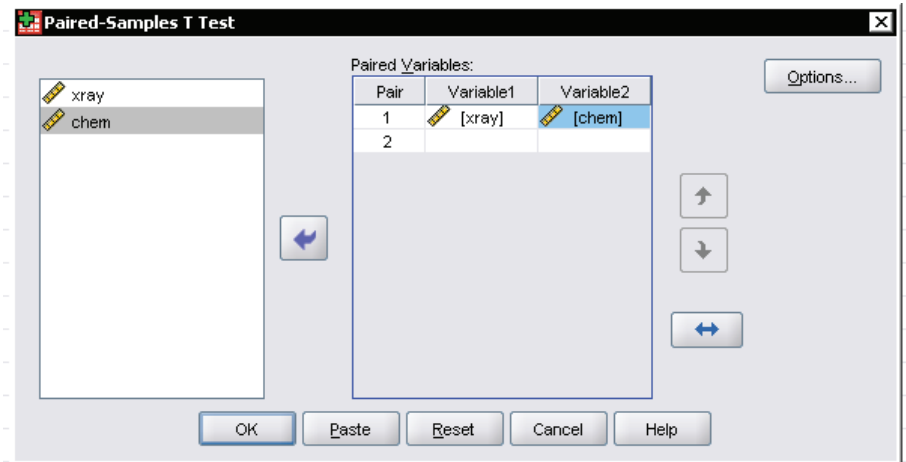 Paired-Samples T Test
xray
chem
Paired Variables:
Pair Variable1 Variable2
1 [xray] [chem]
2
Options...
OK Paste Reset Cancel Help